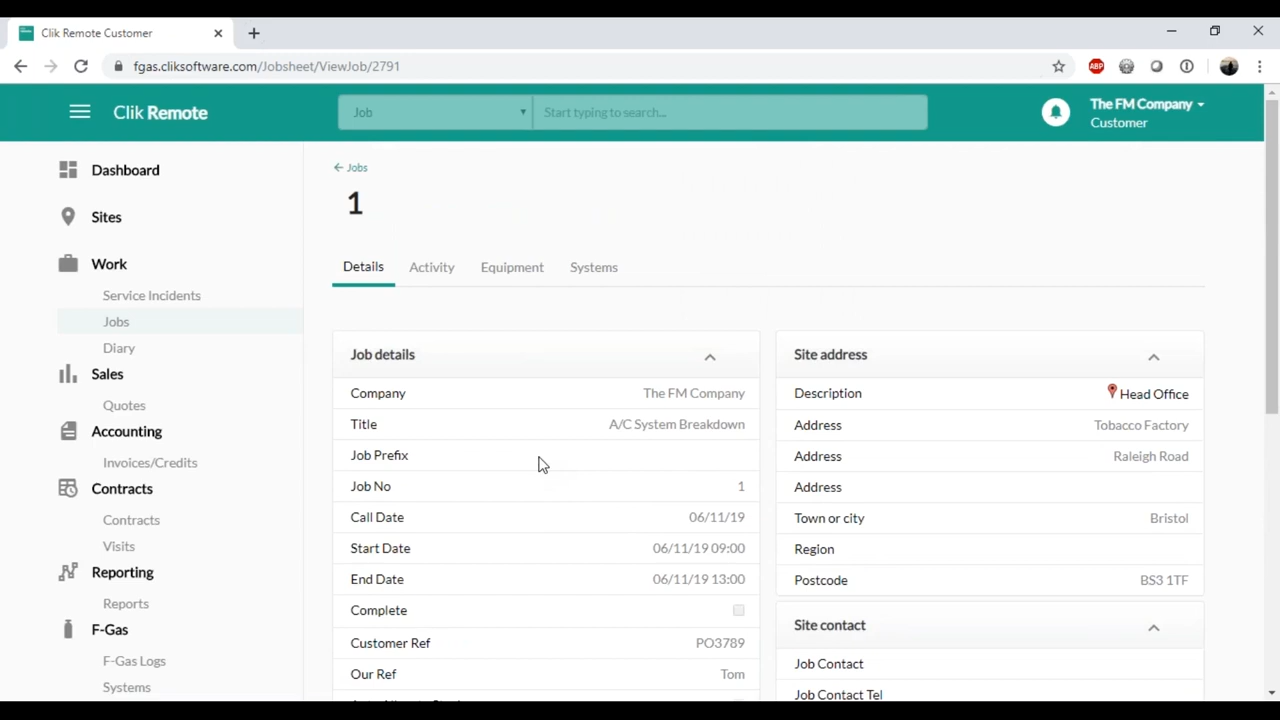 Clik Remote Customer
fgas.cliksoftware.com/Jobsheet/ViewJob/2791
ABP
Clik Remote
Job
Start typing to search...
The FM Company
Customer
Dashboard
Sites
Work
Service Incidents
Jobs
Diary
Sales
Quotes
Accounting
Invoices/Credits
Contracts
Contracts
Visits
Reporting
Reports
F-Gas
F-Gas Logs
Systems
← Jobs
1
Details Activity Equipment Systems
Job details
Company The FM Company
Title A/C System Breakdown
Job Prefix
Job No 1
Call Date 06/11/19
Start Date 06/11/19 09:00
End Date 06/11/19 13:00
Complete
Customer Ref PO3789
Our Ref Tom
Site address
Description Head Office
Address Tobacco Factory
Address Raleigh Road
Address
Town or city Bristol
Region
Postcode BS3 1TF
Site contact
Job Contact
Job Contact Tel